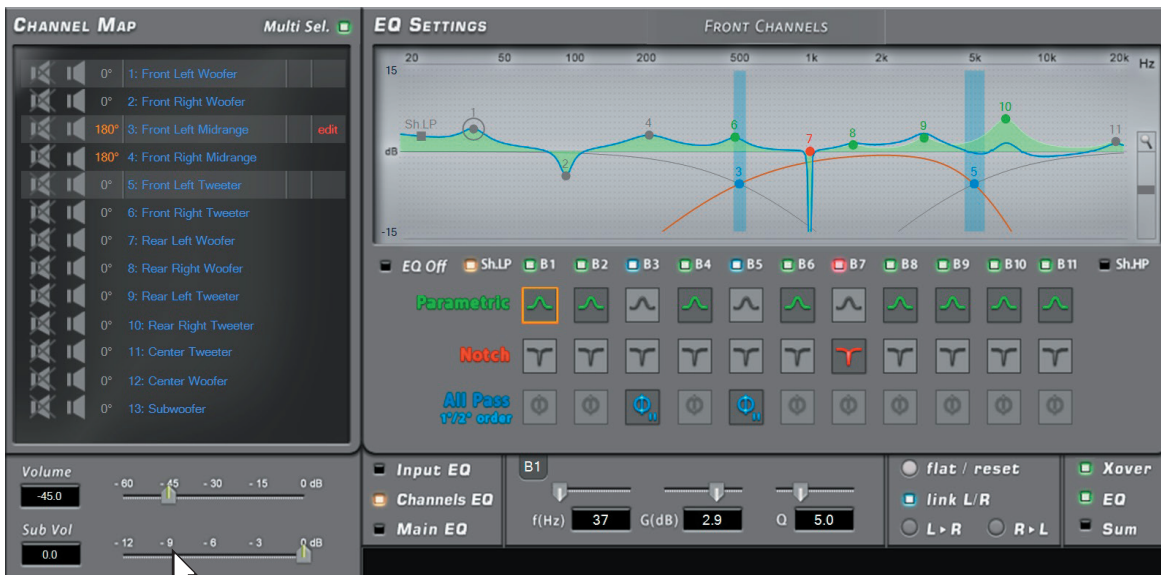 CHANNEL MAP
Multi Sel.
0° 1: Front Left Woofer
0° 2: Front Right Woofer
180° 3: Front Left Midrange edit
180° 4: Front Right Midrange
0° 5: Front Left Tweeter
0° 6: Front Right Tweeter
0° 7: Rear Left Woofer
0° 8: Rear Right Woofer
0° 9: Rear Left Tweeter
0° 10: Rear Right Tweeter
0° 11: Center Tweeter
0° 12: Center Woofer
0° 13: Subwoofer
EQ SETTINGS
FRONT CHANNELS
20 50 100 200 500 1k 2k 5k 10k 20k Hz
15
10
1 4 6 9 11
Sh.LP 7 8
dB
2 3 5
-15
EQ Off Sh.LP B1 B2 B3 B4 B5 B6 B7 B8 B9 B10 B11 Sh.HP
Parametric
Notch
All Pass
1°/2° order
Volume
-60 -45 -30 -15 0 dB
-45.0
Sub Vol
-12 -9 -6 -3 0 dB
0.0
Input EQ
Channels EQ
Main EQ
B1
f(Hz) 37 G(dB) 2.9 Q 5.0
flat / reset
link L/R
L▸R R▸L
Xover
EQ
Sum